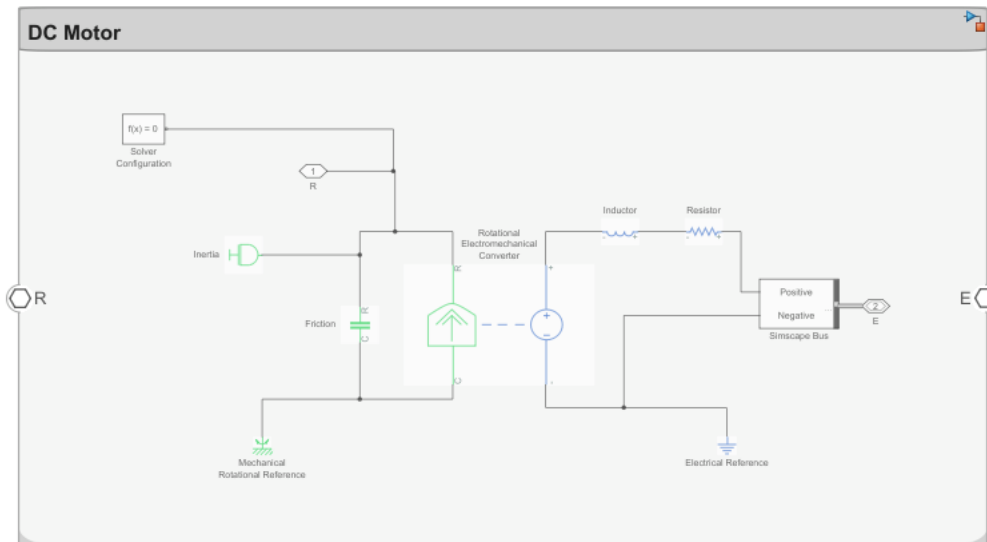 DC Motor
f(x) = 0
Solver
Configuration
1
R
Inductor
Resistor
Rotational
Electromechanical
Converter
Inertia
R
+
-
+
-
+
R
Positive
R
E
Friction
+
−
Negative
2
E
C
Simscape Bus
C
-
Mechanical
Rotational Reference
Electrical Reference